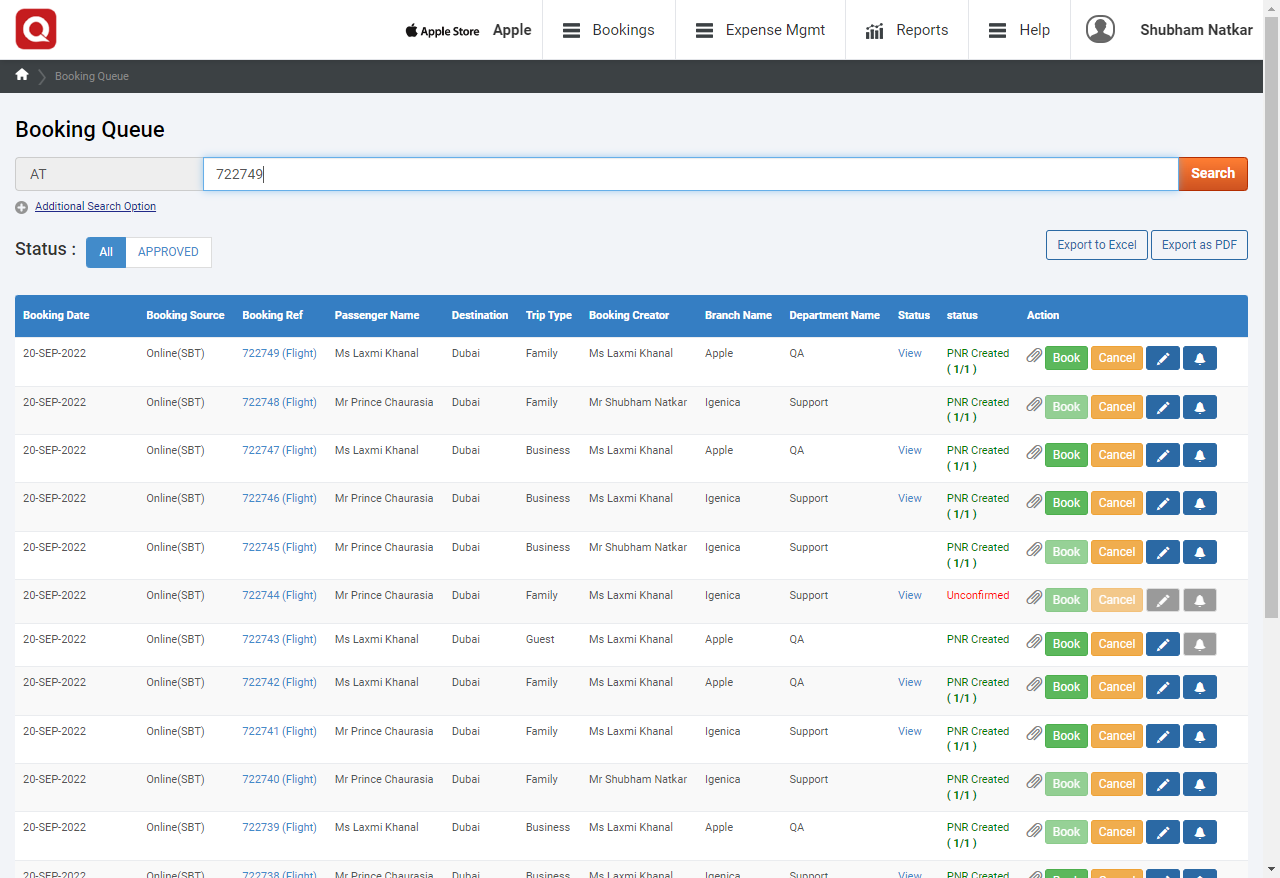 Apple Store Apple Bookings Expense Mgmt Reports Help Shubham Natkar
Booking Queue
Booking Queue
AT 722749 Search
Additional Search Option
Status : All APPROVED Export to Excel Export as PDF
Booking Date Booking Source Booking Ref Passenger Name Destination Trip Type Booking Creator Branch Name Department Name Status status Action
20-SEP-2022 Online(SBT) 722749 (Flight) Ms Laxmi Khanal Dubai Family Ms Laxmi Khanal Apple QA View PNR Created Book Cancel
( 1/1 )
20-SEP-2022 Online(SBT) 722748 (Flight) Mr Prince Chaurasia Dubai Family Mr Shubham Natkar Igenica Support PNR Created Book Cancel
( 1/1 )
20-SEP-2022 Online(SBT) 722747 (Flight) Ms Laxmi Khanal Dubai Business Ms Laxmi Khanal Apple QA View PNR Created Book Cancel
( 1/1 )
20-SEP-2022 Online(SBT) 722746 (Flight) Mr Prince Chaurasia Dubai Business Ms Laxmi Khanal Igenica Support View PNR Created Book Cancel
( 1/1 )
20-SEP-2022 Online(SBT) 722745 (Flight) Mr Prince Chaurasia Dubai Business Mr Shubham Natkar Igenica Support PNR Created Book Cancel
( 1/1 )
20-SEP-2022 Online(SBT) 722744 (Flight) Mr Prince Chaurasia Dubai Family Ms Laxmi Khanal Igenica Support View Unconfirmed Book Cancel
20-SEP-2022 Online(SBT) 722743 (Flight) Ms Laxmi Khanal Dubai Guest Ms Laxmi Khanal Apple QA PNR Created Book Cancel
20-SEP-2022 Online(SBT) 722742 (Flight) Ms Laxmi Khanal Dubai Family Ms Laxmi Khanal Apple QA View PNR Created Book Cancel
( 1/1 )
20-SEP-2022 Online(SBT) 722741 (Flight) Mr Prince Chaurasia Dubai Family Ms Laxmi Khanal Igenica Support View PNR Created Book Cancel
( 1/1 )
20-SEP-2022 Online(SBT) 722740 (Flight) Mr Prince Chaurasia Dubai Family Mr Shubham Natkar Igenica Support PNR Created Book Cancel
( 1/1 )
20-SEP-2022 Online(SBT) 722739 (Flight) Ms Laxmi Khanal Dubai Business Ms Laxmi Khanal Apple QA PNR Created Book Cancel
( 1/1 )
20-SEP-2022 Online(SBT) 722738 (Flight) Mr Prince Chaurasia Dubai Business Ms Laxmi Khanal Igenica Support View PNR Created